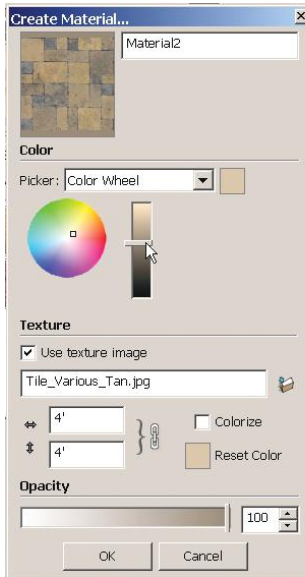 Create Material...
Material2
Color
Picker: Color Wheel
Texture
Use texture image
Tile_Various_Tan.jpg
4' Colorize
4' Reset Color
Opacity
100
OK Cancel